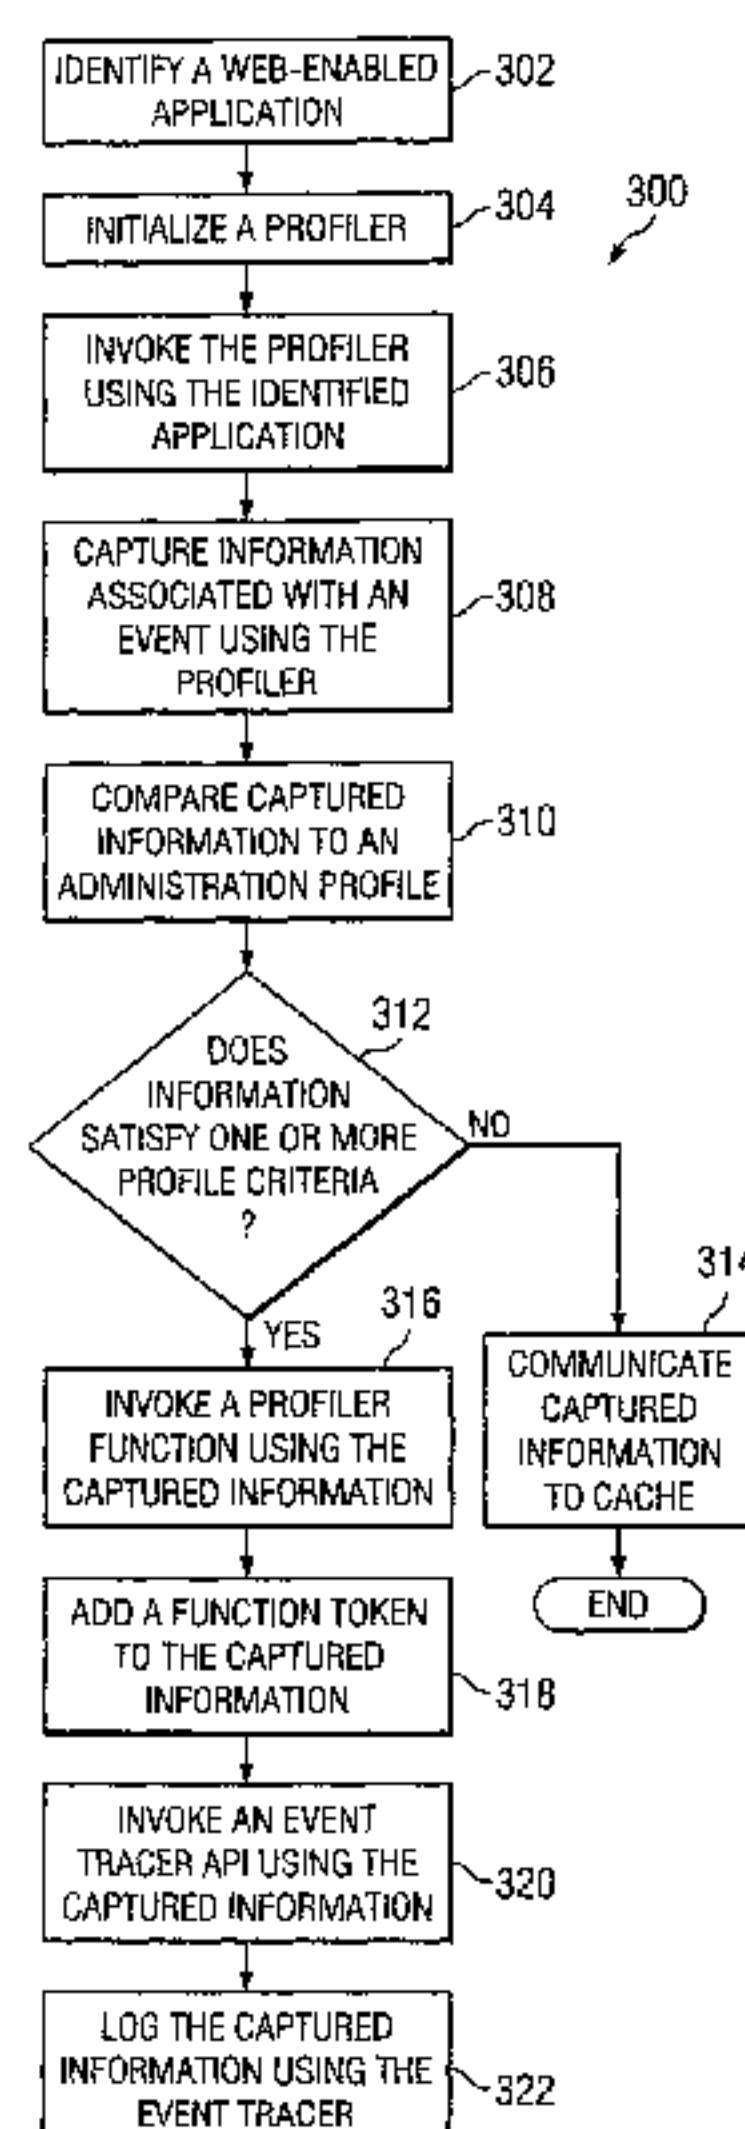 IDENTIFY A WEB-ENABLED
APPLICATION
302
INITIALIZE A PROFILER
304
300
INVOKE THE PROFILER
USING THE IDENTIFIED
APPLICATION
306
CAPTURE INFORMATION
ASSOCIATED WITH AN
EVENT USING THE
PROFILER
308
COMPARE CAPTURED
INFORMATION TO AN
ADMINISTRATION PROFILE
310
312
DOES
INFORMATION
SATISFY ONE OR MORE
PROFILE CRITERIA
?
NO
YES
314
COMMUNICATE
CAPTURED
INFORMATION
TO CACHE
END
316
INVOKE A PROFILER
FUNCTION USING THE
CAPTURED INFORMATION
ADD A FUNCTION TOKEN
TO THE CAPTURED
INFORMATION
318
INVOKE AN EVENT
TRACER API USING THE
CAPTURED INFORMATION
320
LOG THE CAPTURED
INFORMATION USING THE
EVENT TRACER
322